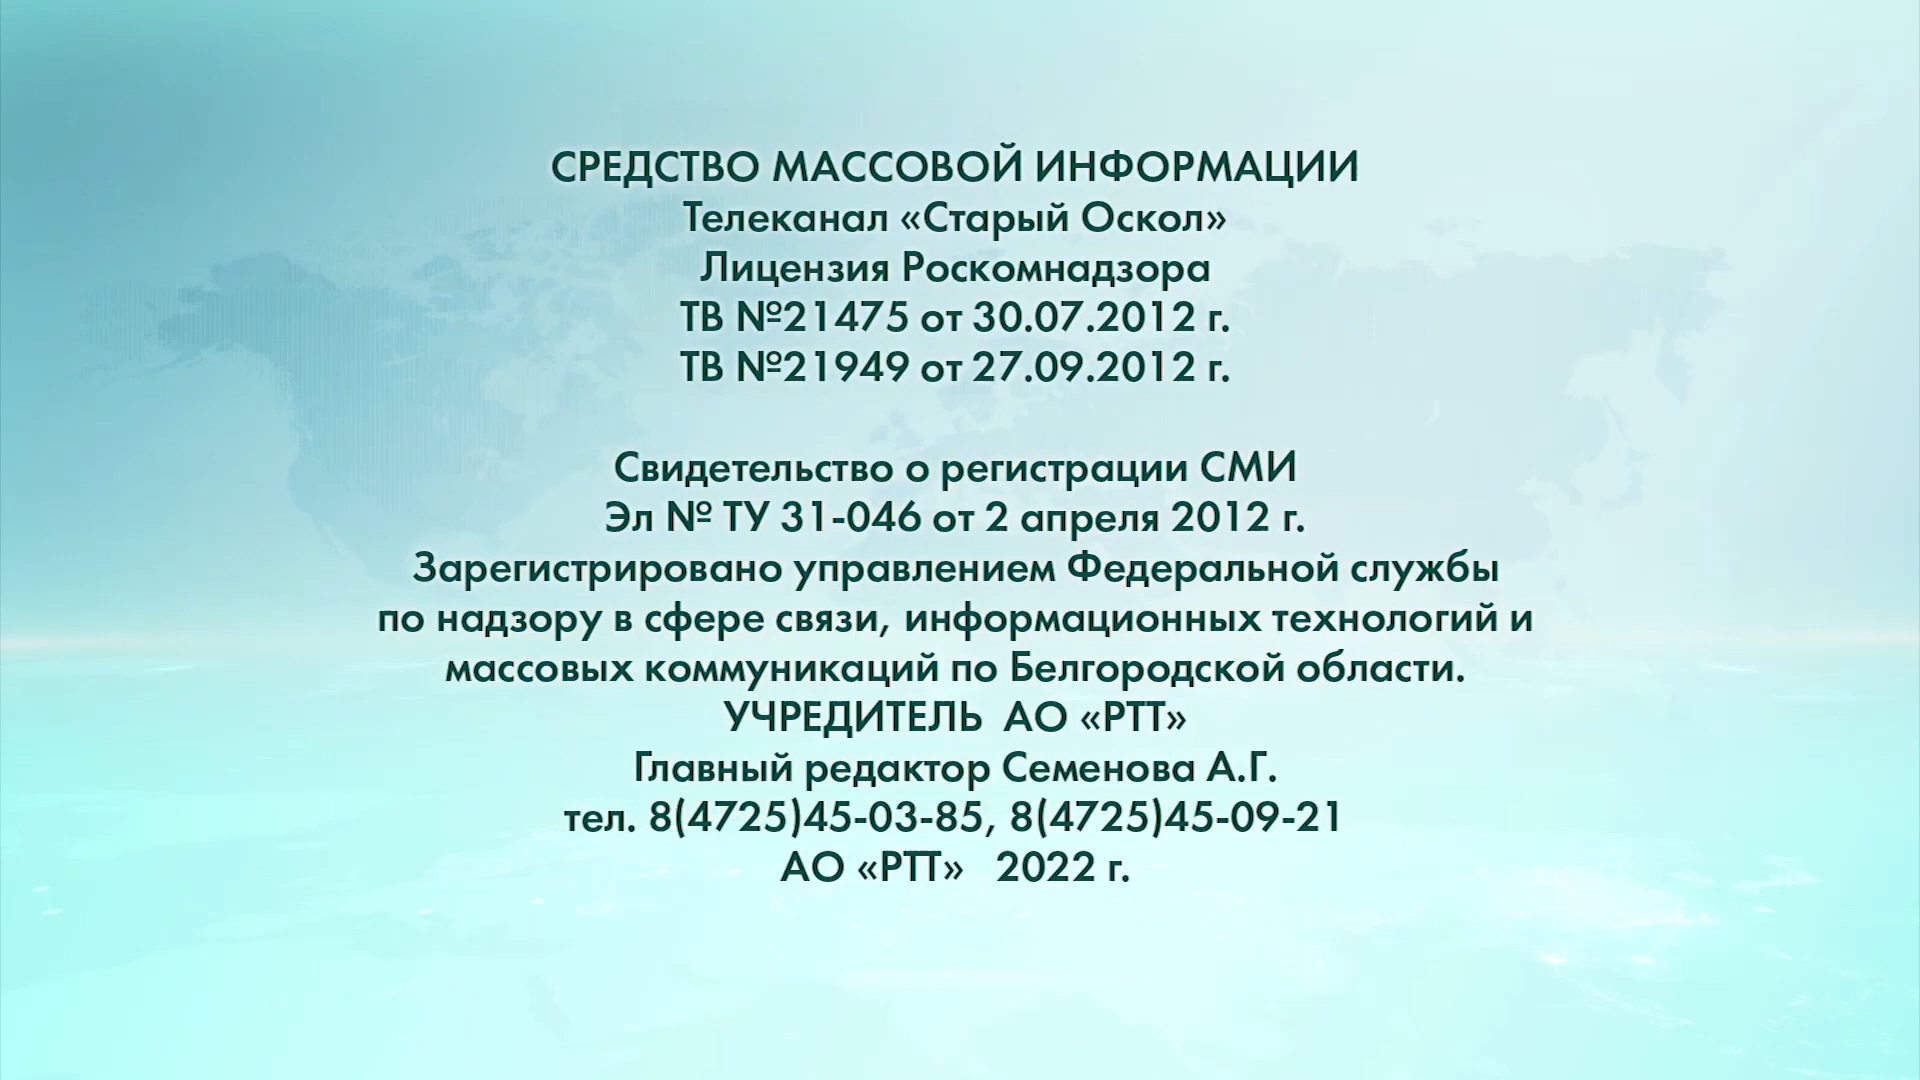 СРЕДСТВО МАССОВОЙ ИНФОРМАЦИИ
Телеканал «Старый Оскол»
Лицензия Роскомнадзора
ТВ №21475 от 30.07.2012 г.
ТВ №21949 от 27.09.2012 г.
Свидетельство о регистрации СМИ
Эл № ТУ 31-046 от 2 апреля 2012 г.
Зарегистрировано управлением Федеральной службы
по надзору в сфере связи, информационных технологий и
массовых коммуникаций по Белгородской области.
УЧРЕДИТЕЛЬ  АО «РТТ»
Главный редактор Семенова А.Г.
тел. 8(4725)45-03-85, 8(4725)45-09-21
АО «РТТ»   2022 г.